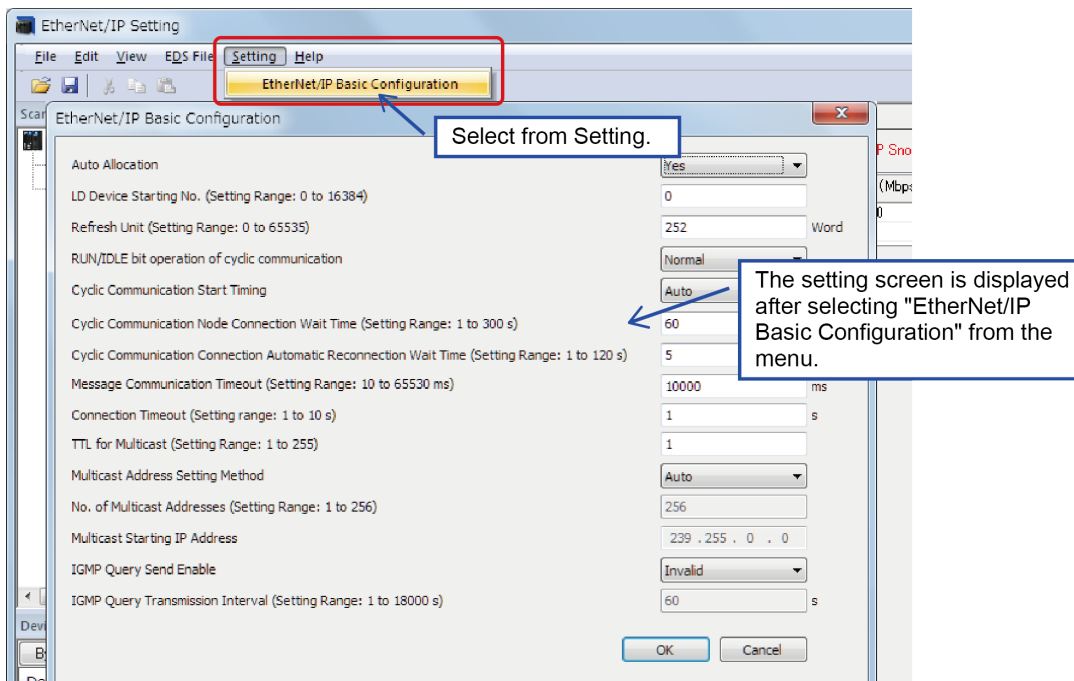 EtherNet/IP Setting
File Edit View EDS File Setting Help
EtherNet/IP Basic Configuration
EtherNet/IP Basic Configuration
Select from Setting.
Auto Allocation Yes
LD Device Starting No. (Setting Range: 0 to 16384) 0
Refresh Unit (Setting Range: 0 to 65535) 252 Word
RUN/IDLE bit operation of cyclic communication Normal
Cyclic Communication Start Timing Auto
Cyclic Communication Node Connection Wait Time (Setting Range: 1 to 300 s) 60
Cyclic Communication Connection Automatic Reconnection Wait Time (Setting Range: 1 to 120 s) 5
The setting screen is displayed
after selecting "EtherNet/IP
Basic Configuration" from the
menu.
Message Communication Timeout (Setting Range: 10 to 65530 ms) 10000 ms
Connection Timeout (Setting range: 1 to 10 s) 1 s
TTL for Multicast (Setting Range: 1 to 255) 1
Multicast Address Setting Method Auto
No. of Multicast Addresses (Setting Range: 1 to 256) 256
Multicast Starting IP Address 239 . 255 . 0 . 0
IGMP Query Send Enable Invalid
IGMP Query Transmission Interval (Setting Range: 1 to 18000 s) 60 s
OK Cancel